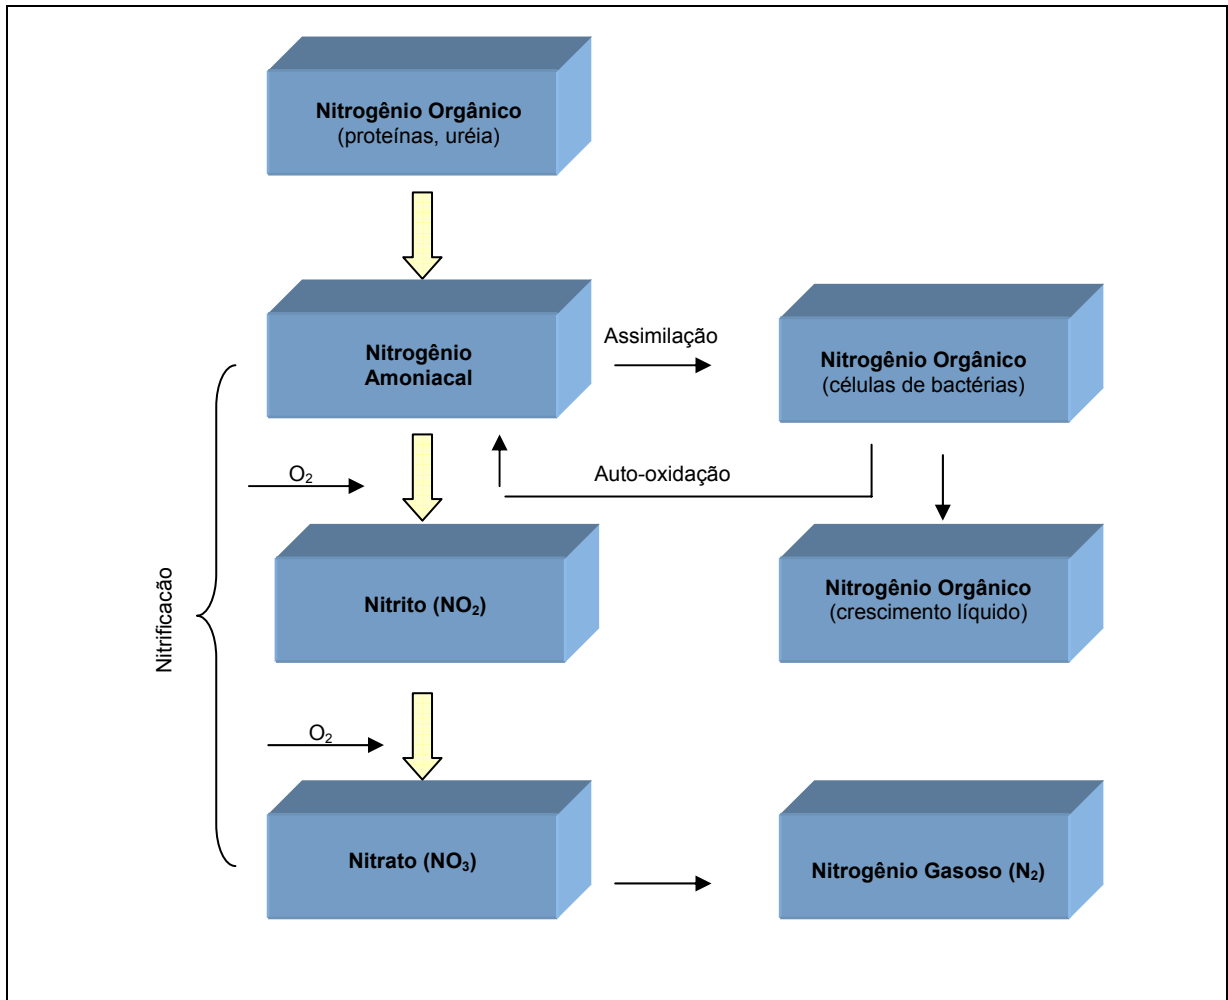 Nitrogênio Orgânico
(proteínas, uréia)
Nitrogênio
Amoniacal
Assimilação
Nitrogênio Orgânico
(células de bactérias)
O₂
Auto-oxidação
Nitrificacão
Nitrito (NO₂)
Nitrogênio Orgânico
(crescimento líquido)
O₂
Nitrato (NO₃)
Nitrogênio Gasoso (N₂)